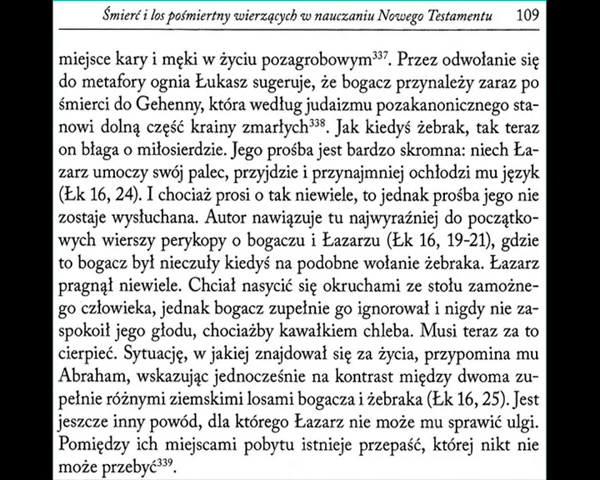 Śmierć i los pośmiertny wierzących w nauczaniu Nowego Testamentu 109
miejsce kary i męki w życiu pozagrobowym³³⁷. Przez odwołanie się
do metafory ognia Łukasz sugeruje, że bogacz przynależy zaraz po
śmierci do Gehenny, która według judaizmu pozakanonicznego sta-
nowi dolną część krainy zmarłych³³⁸. Jak kiedyś żebrak, tak teraz
on błaga o miłosierdzie. Jego prośba jest bardzo skromna: niech Ła-
zarz umoczy swój palec, przyjdzie i przynajmniej ochłodzi mu język
(Łk 16, 24). I chociaż prosi o tak niewiele, to jednak prośba jego nie
zostaje wysłuchana. Autor nawiązuje tu najwyraźniej do początko-
wych wierszy perykopy o bogaczu i Łazarzu (Łk 16, 19-21), gdzie
to bogacz był nieczuły kiedyś na podobne wołanie żebraka. Łazarz
pragnął niewiele. Chciał nasycić się okruchami ze stołu zamożne-
go człowieka, jednak bogacz zupełnie go ignorował i nigdy nie za-
spokoił jego głodu, chociażby kawałkiem chleba. Musi teraz za to
cierpieć. Sytuację, w jakiej znajdował się za życia, przypomina mu
Abraham, wskazując jednocześnie na kontrast między dwoma zu-
pełnie różnymi ziemskimi losami bogacza i żebraka (Łk 16, 25). Jest
jeszcze inny powód, dla którego Łazarz nie może mu sprawić ulgi.
Pomiędzy ich miejscami pobytu istnieje przepaść, której nikt nie
może przebyć³³⁹.